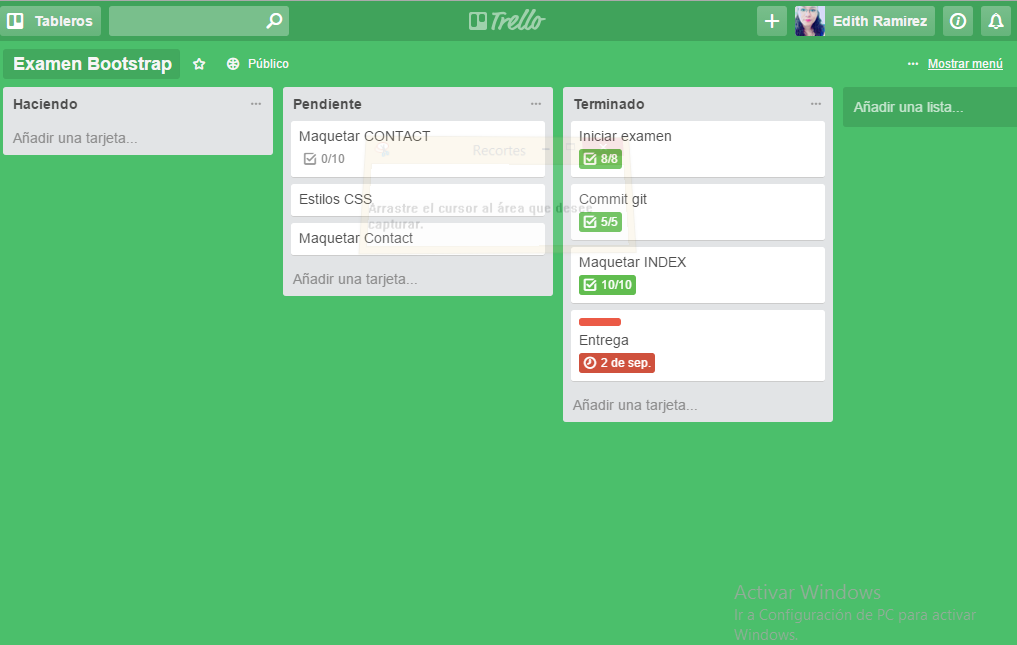 Tableros
Trello
Edith Ramirez
Examen Bootstrap
Público
Mostrar menú
Haciendo
Añadir una tarjeta...
Pendiente
Maquetar CONTACT
0/10
Estilos CSS
Maquetar Contact
Añadir una tarjeta...
Recortes
Arrastre el cursor al área que desee
capturar.
Terminado
Iniciar examen
8/8
Commit git
5/5
Maquetar INDEX
10/10
Entrega
2 de sep.
Añadir una tarjeta...
Añadir una lista...
Activar Windows
Ir a Configuración de PC para activar
Windows.